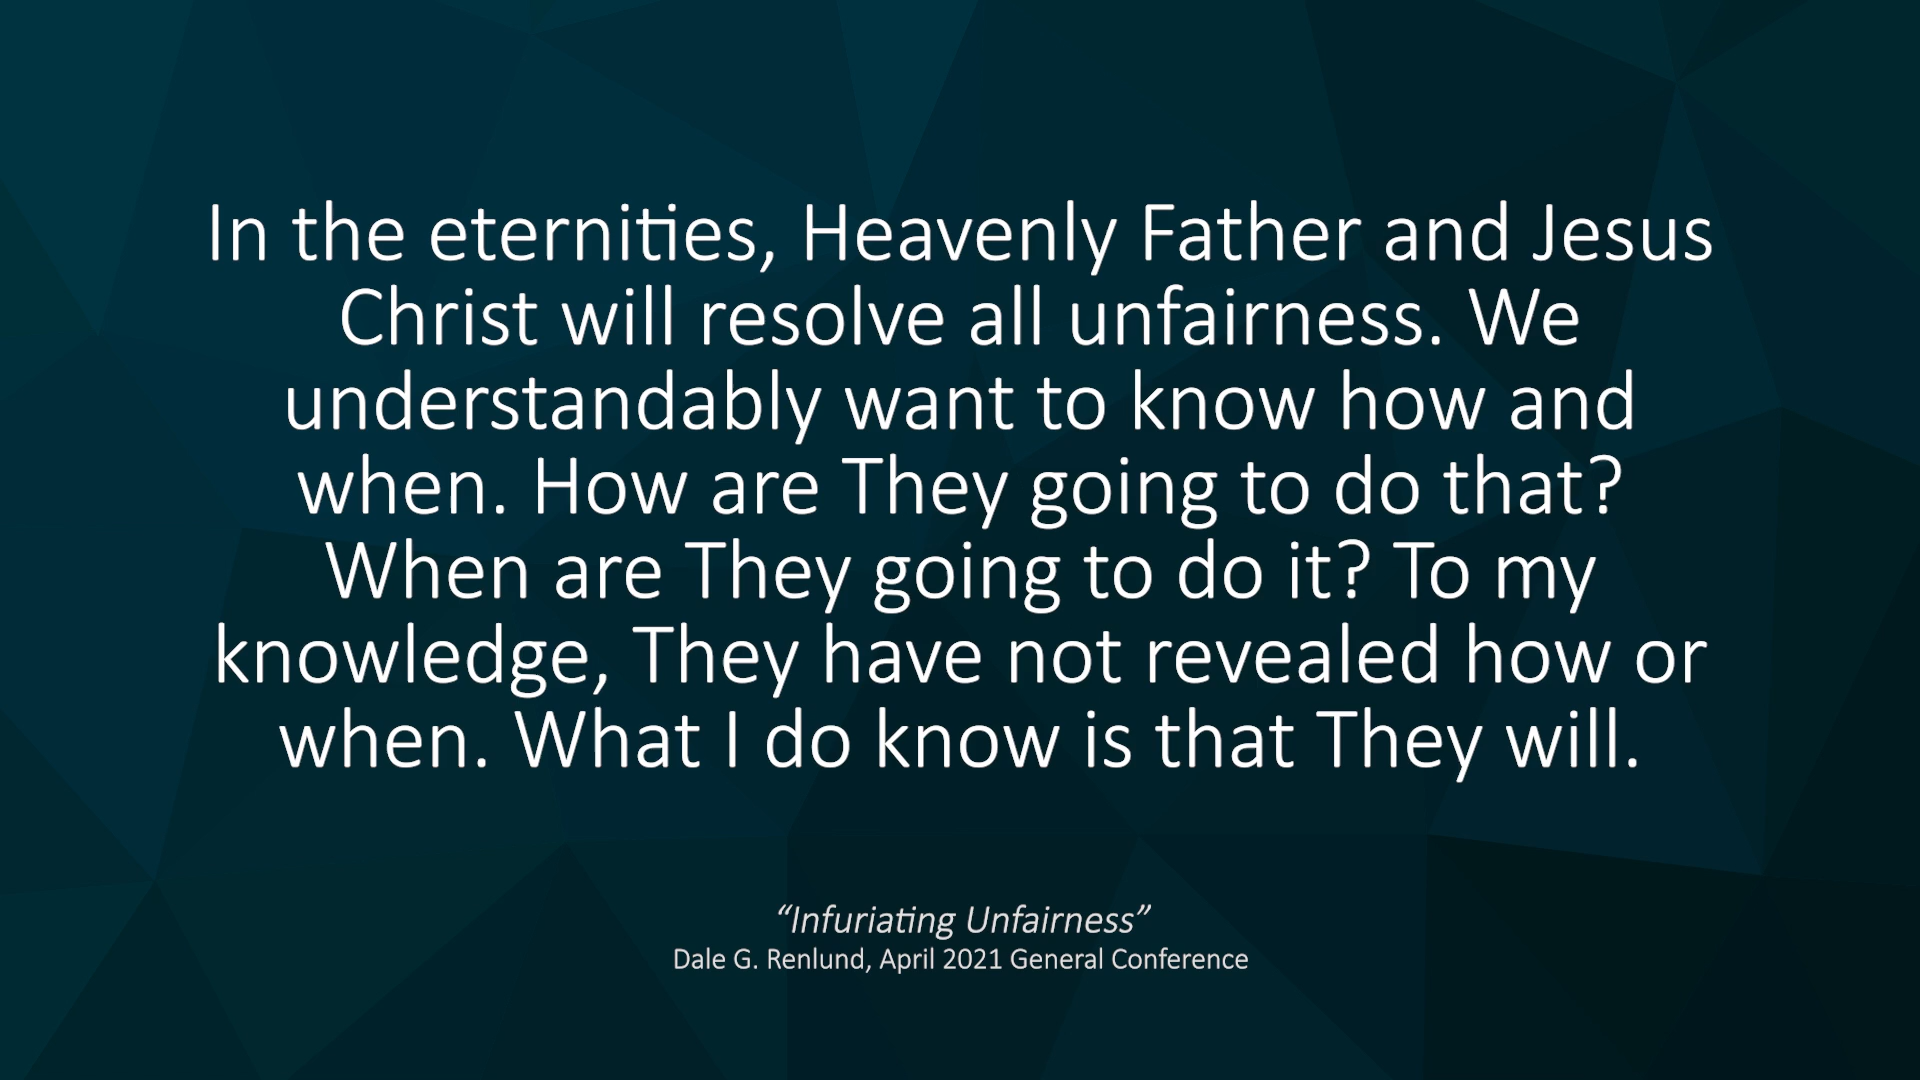 In the eternities, Heavenly Father and Jesus
Christ will resolve all unfairness. We
understandably want to know how and
when. How are They going to do that?
When are They going to do it? To my
knowledge, They have not revealed how or
when. What I do know is that They will.
“Infuriating Unfairness”
Dale G. Renlund, April 2021 General Conference